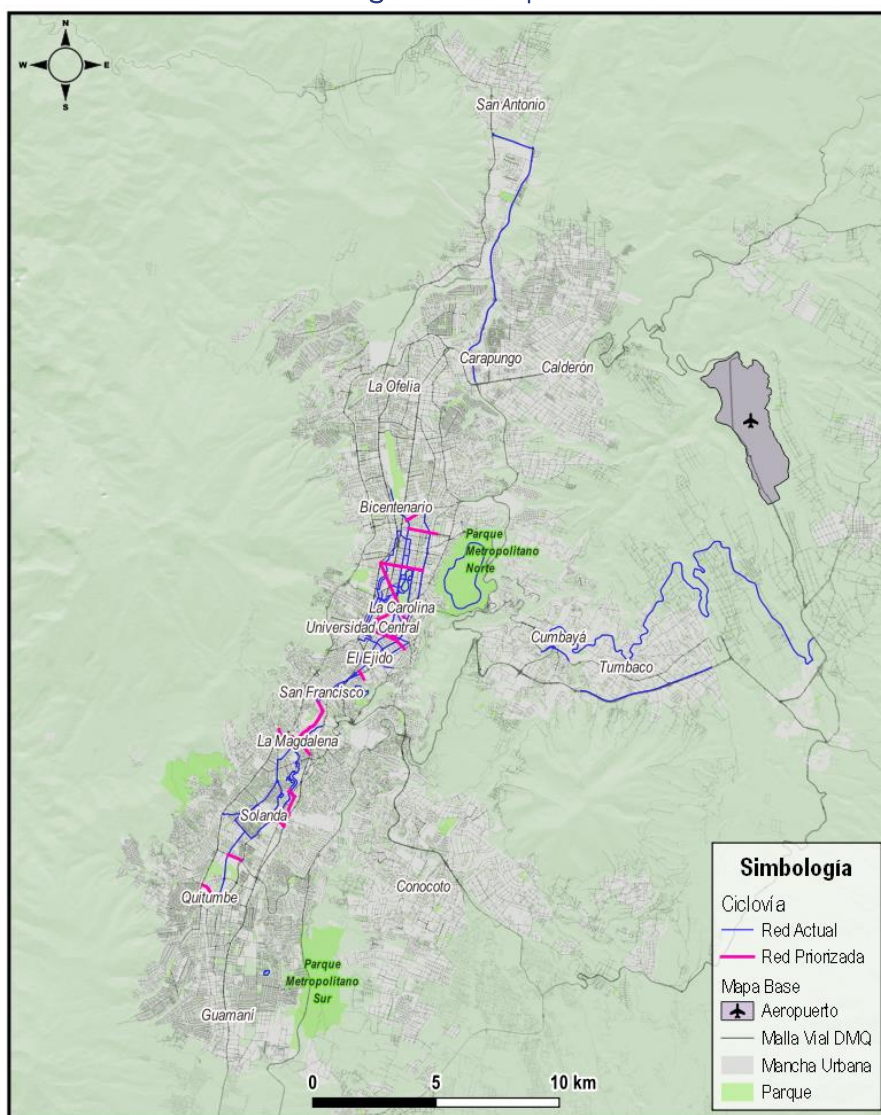 N
W E
S
San Antonio
Carapungo
Calderón
La Ofelia
Bicentenario
Parque
Metropolitano
Norte
La Carolina
Universidad Central
El Ejido
Cumbayá
Tumbaco
San Francisco
La Magdalena
Solanda
Quitumbe
Conocoto
Parque
Metropolitano
Sur
Guamaní
0 5 10 km
Simbología
Ciclovía
Red Actual
Red Priorizada
Mapa Base
Aeropuerto
Malla Vial DMQ
Mancha Urbana
Parque